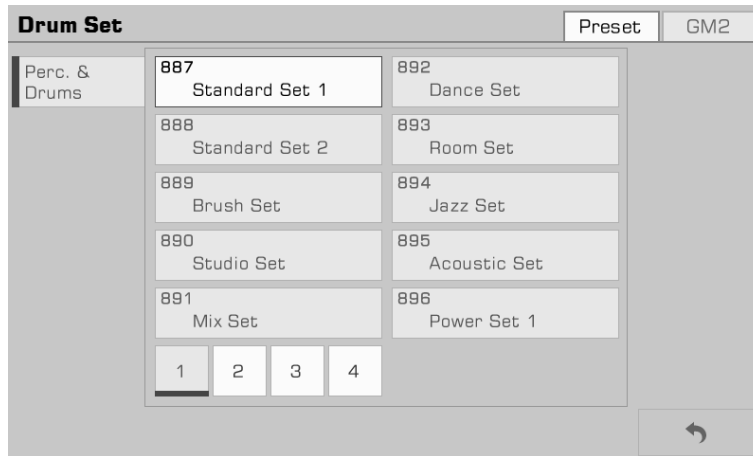 Drum Set
Preset
GM2
Perc. &
Drums
887
Standard Set 1
888
Standard Set 2
889
Brush Set
890
Studio Set
891
Mix Set
892
Dance Set
893
Room Set
894
Jazz Set
895
Acoustic Set
896
Power Set 1
1
2
3
4